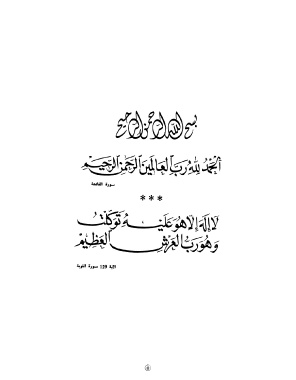 بسم الله الرحمن الرحيم
الحمد لله رب العالمين الرحمن الرحيم
سورة الفاتحة
***
لا إله إلا هو عليه توكلت
وهو رب العرش العظيم
الآية 129 سورة التوبة